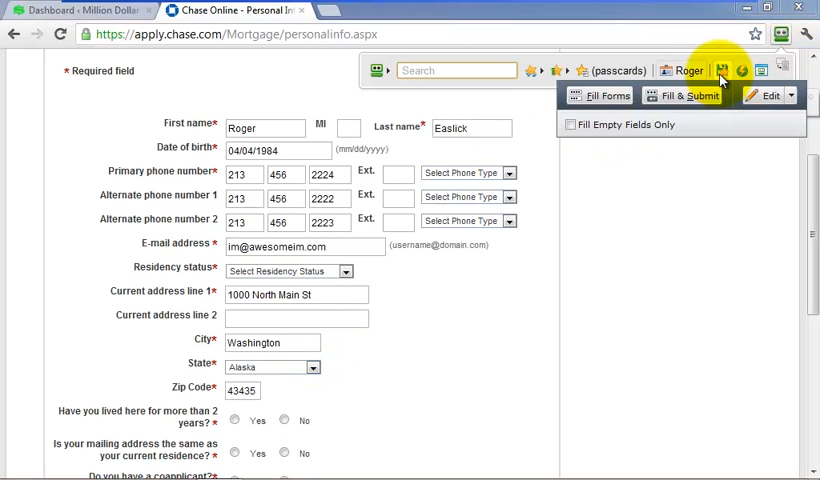 Dashboard ‹ Million Dollar
Chase Online - Personal In
https://apply.chase.com/Mortgage/personalinfo.aspx
* Required field
Search
(passcards)
Roger
Fill Forms
Fill & Submit
Edit
Fill Empty Fields Only
First name* Roger MI Last name* Easlick
Date of birth* 04/04/1984 (mm/dd/yyyy)
Primary phone number* 213 456 2224 Ext. Select Phone Type
Alternate phone number 1 213 456 2222 Ext. Select Phone Type
Alternate phone number 2 213 456 2223 Ext. Select Phone Type
E-mail address * im@awesomeim.com (username@domain.com)
Residency status* Select Residency Status
Current address line 1* 1000 North Main St
Current address line 2
City* Washington
State* Alaska
Zip Code* 43435
Have you lived here for more than 2
years? * Yes No
Is your mailing address the same as
your current residence? * Yes No
Do you have a coapplicant?*